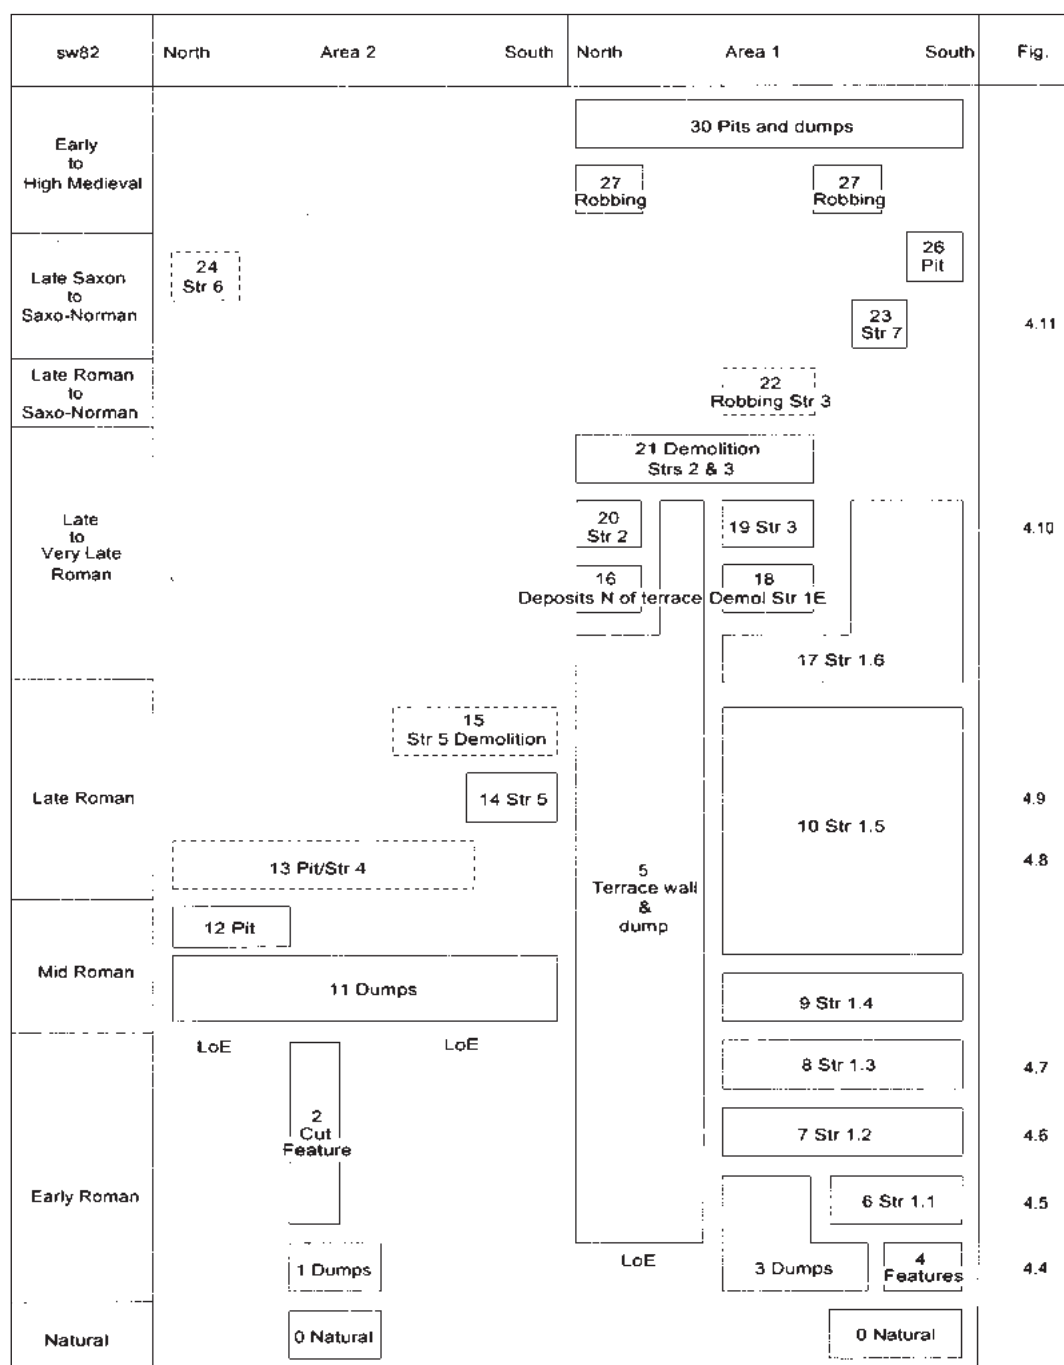 sw82
North
Area 2
South
North
Area 1
South
Fig.
Early
to
High Medieval
30 Pits and dumps
27
Robbing
27
Robbing
Late Saxon
to
Saxo-Norman
24
Str 6
26
Pit
23
Str 7
4.11
Late Roman
to
Saxo-Norman
22
Robbing Str 3
Late
to
Very Late
Roman
21 Demolition
Strs 2 & 3
20
Str 2
19 Str 3
4.10
16
Deposits N of terrace
18
Demol Str 1E
17 Str 1.6
Late Roman
15
Str 5 Demolition
14 Str 5
10 Str 1.5
4.9
13 Pit/Str 4
4.8
5
Terrace wall
&
dump
Mid Roman
12 Pit
11 Dumps
9 Str 1.4
Early Roman
LoE
LoE
2
Cut
Feature
8 Str 1.3
4.7
7 Str 1.2
4.6
6 Str 1.1
4.5
1 Dumps
LoE
3 Dumps
4
Features
4.4
Natural
0 Natural
0 Natural